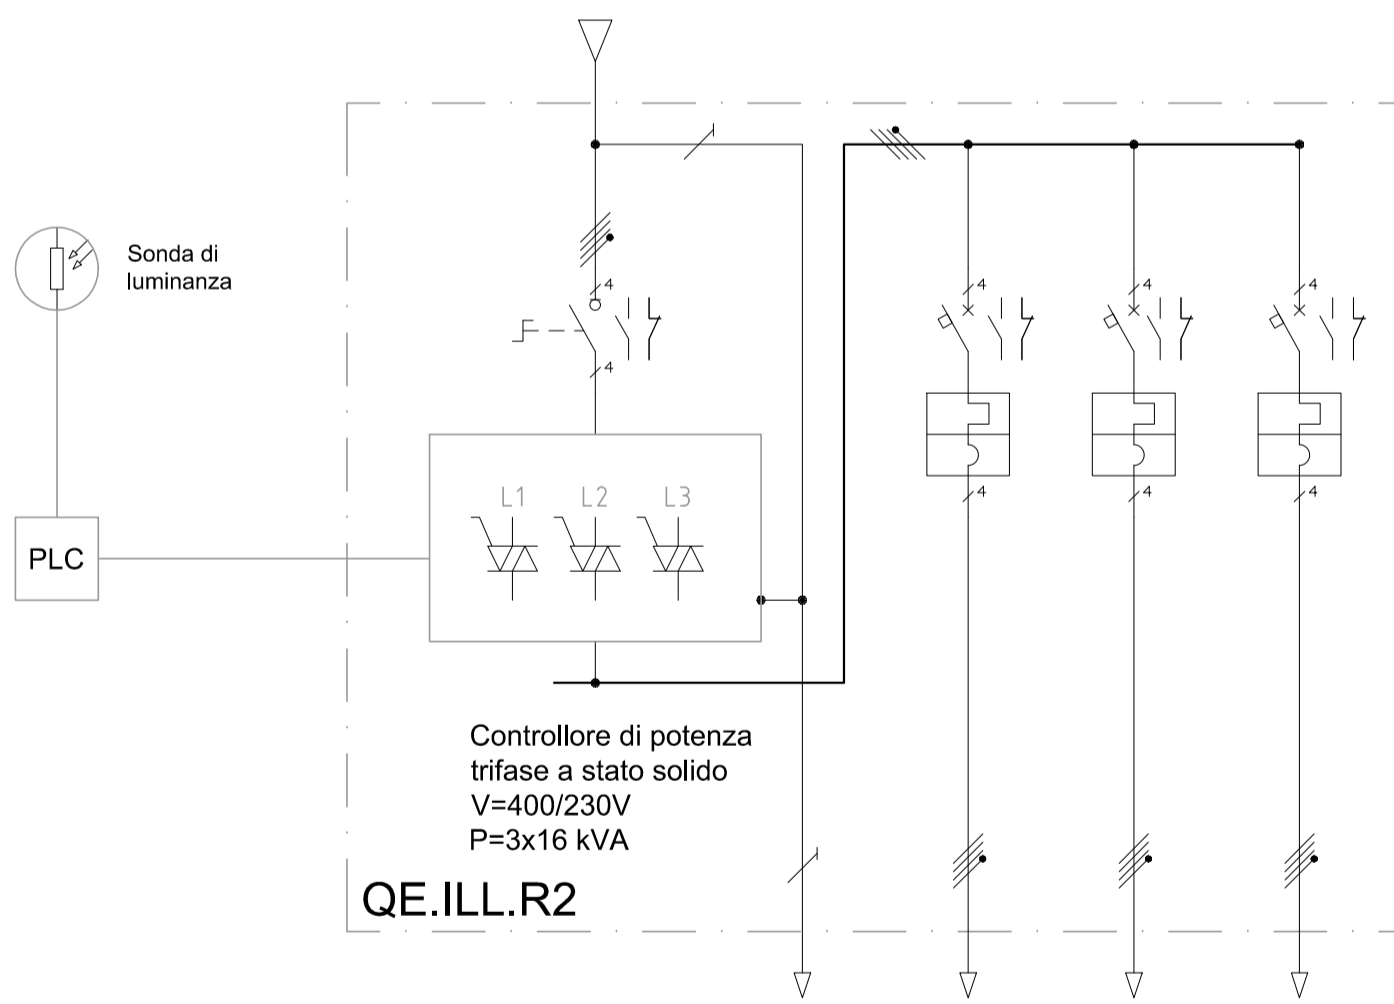 Sonda di
luminanza
4
4
4
4
4
L1 L2 L3
4
4
4
PLC
Controllore di potenza
trifase a stato solido
V=400/230V
P=3x16 kVA
QE.ILL.R2